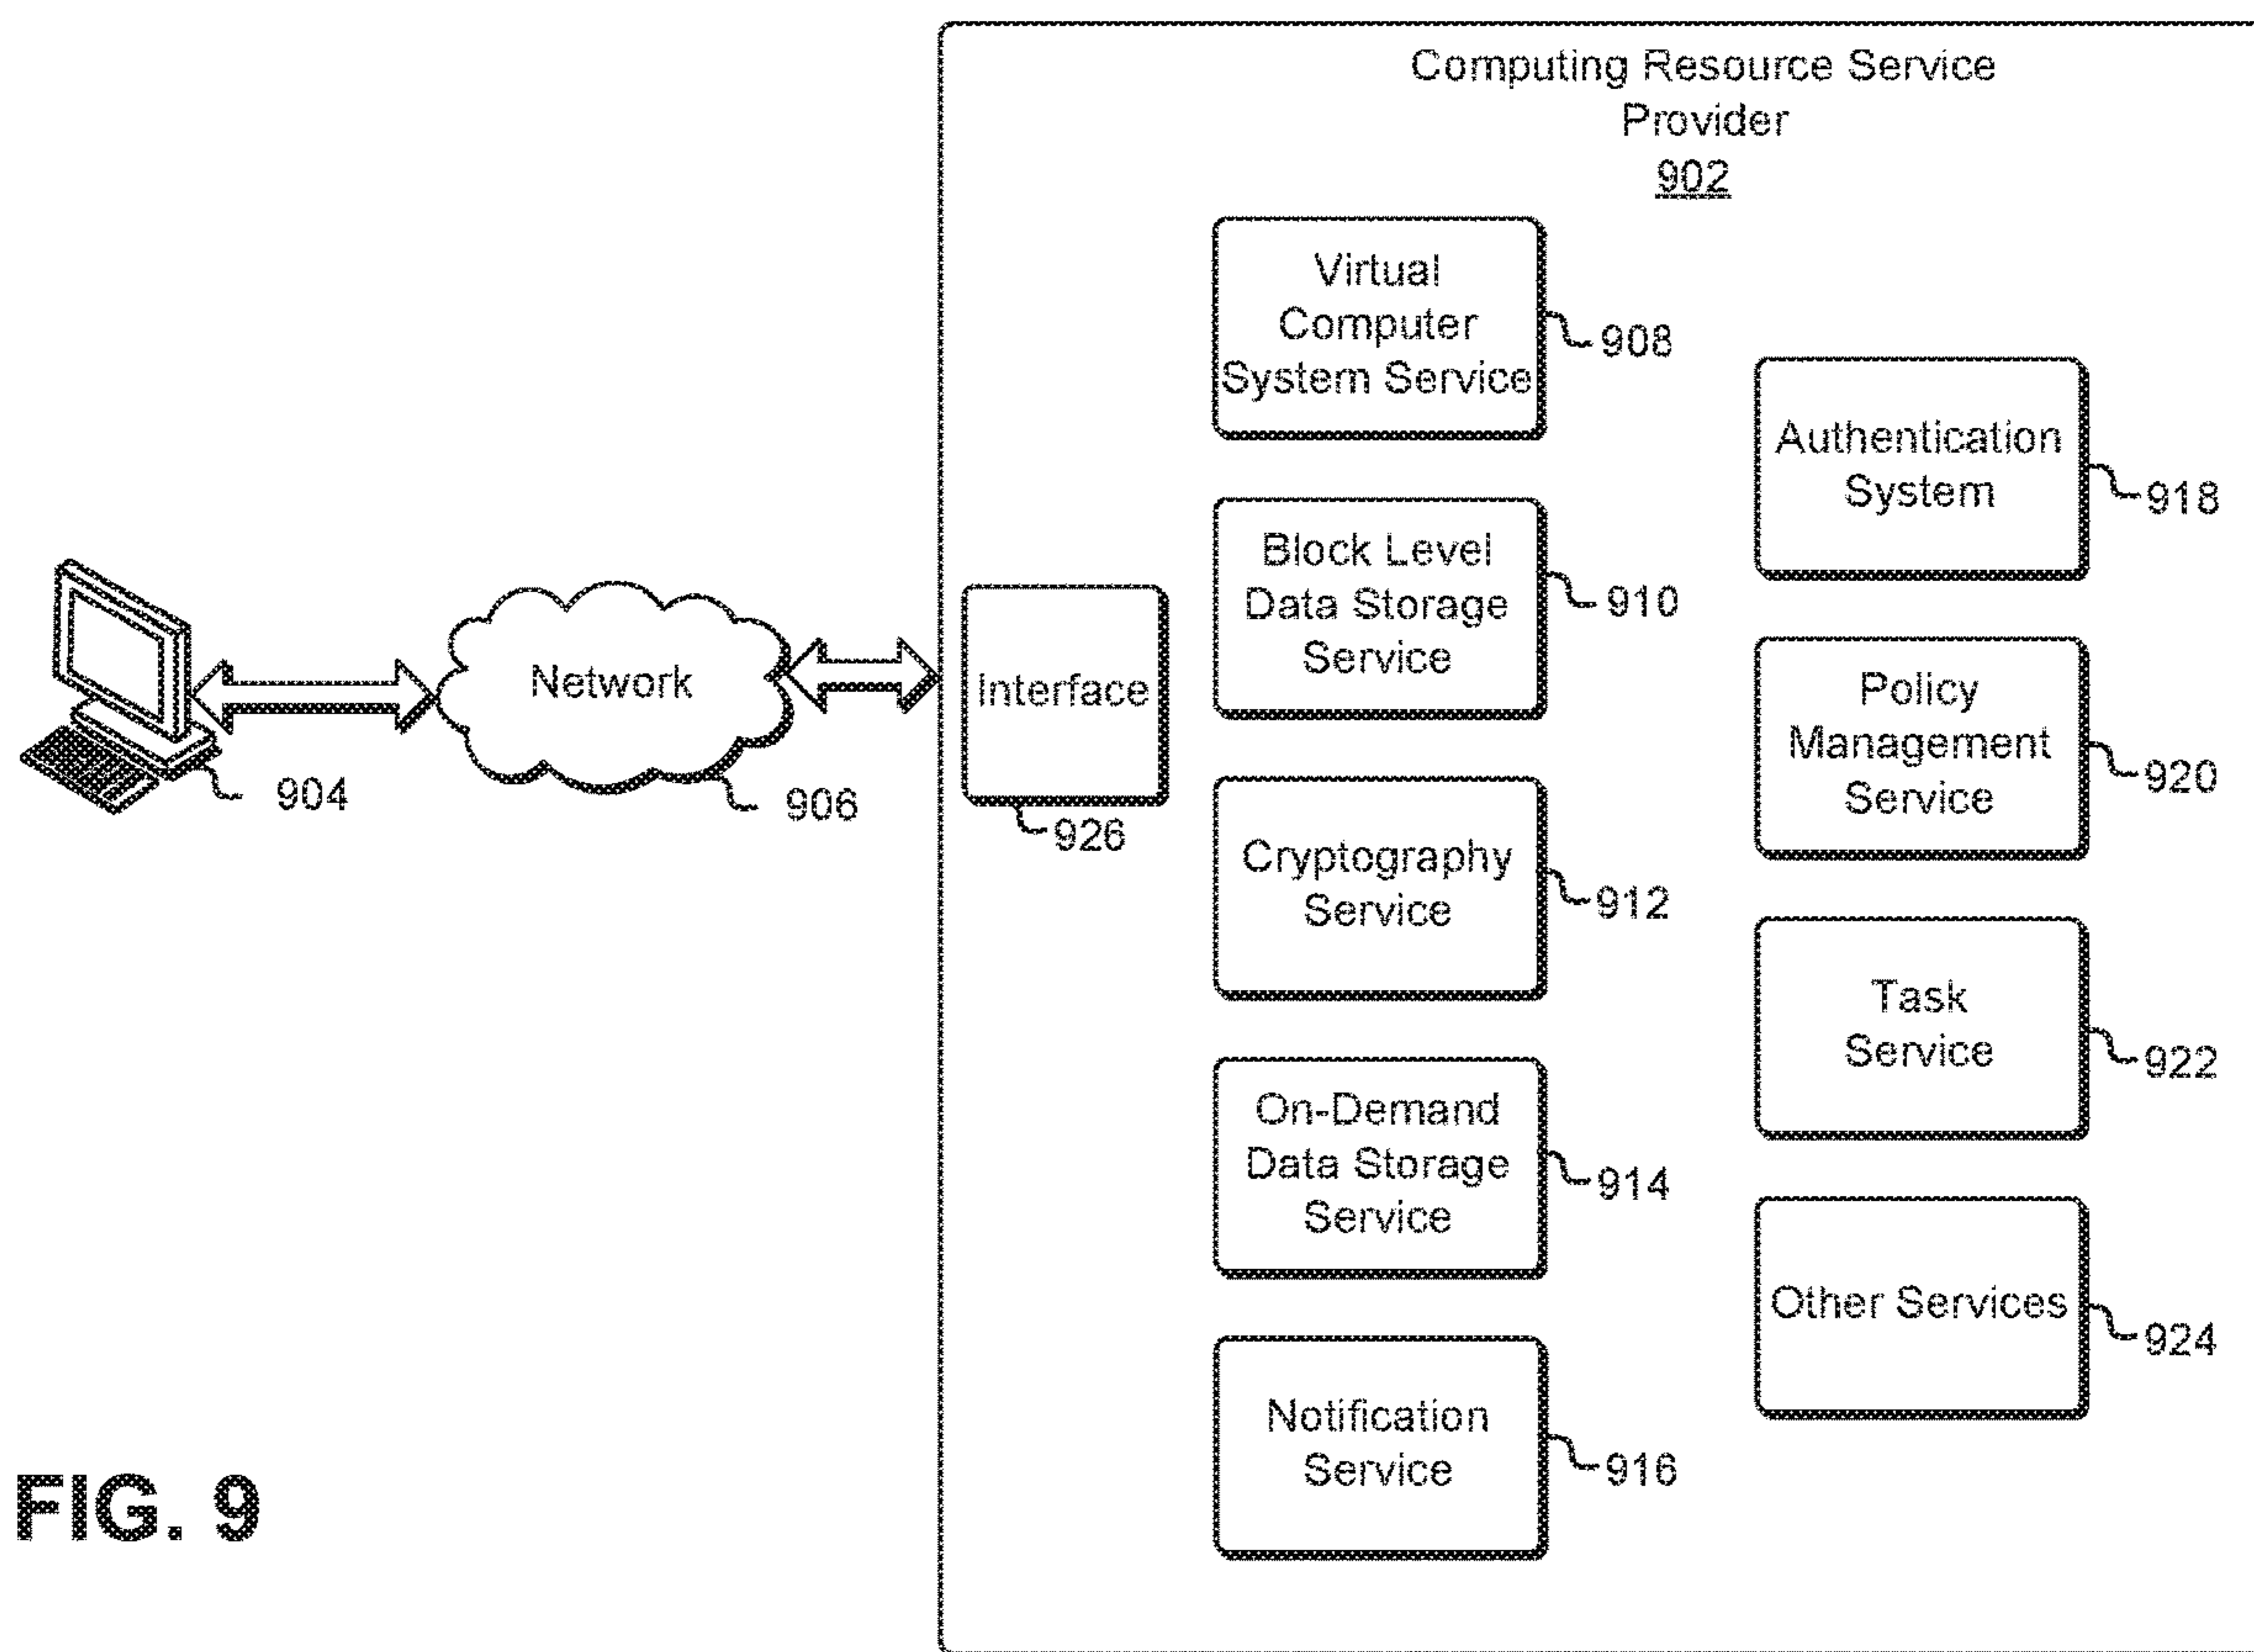 Computing Resource Service
Provider
902
Virtual
Computer
System Service
908
Authentication
System
918
Block Level
Data Storage
Service
910
Network
Interface
Policy
Management
Service
920
904
906
926
Cryptography
Service
912
Task
Service
922
On-Demand
Data Storage
Service
914
Other Services
924
Notification
Service
916
FIG. 9